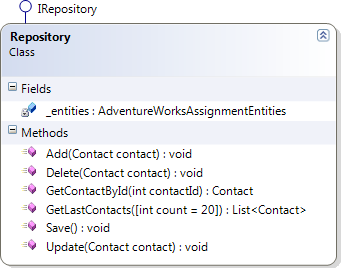 IRepository
Repository
Class
Fields
_entities : AdventureWorksAssignmentEntities
Methods
Add(Contact contact) : void
Delete(Contact contact) : void
GetContactById(int contactId) : Contact
GetLastContacts([int count = 20]) : List<Contact>
Save() : void
Update(Contact contact) : void